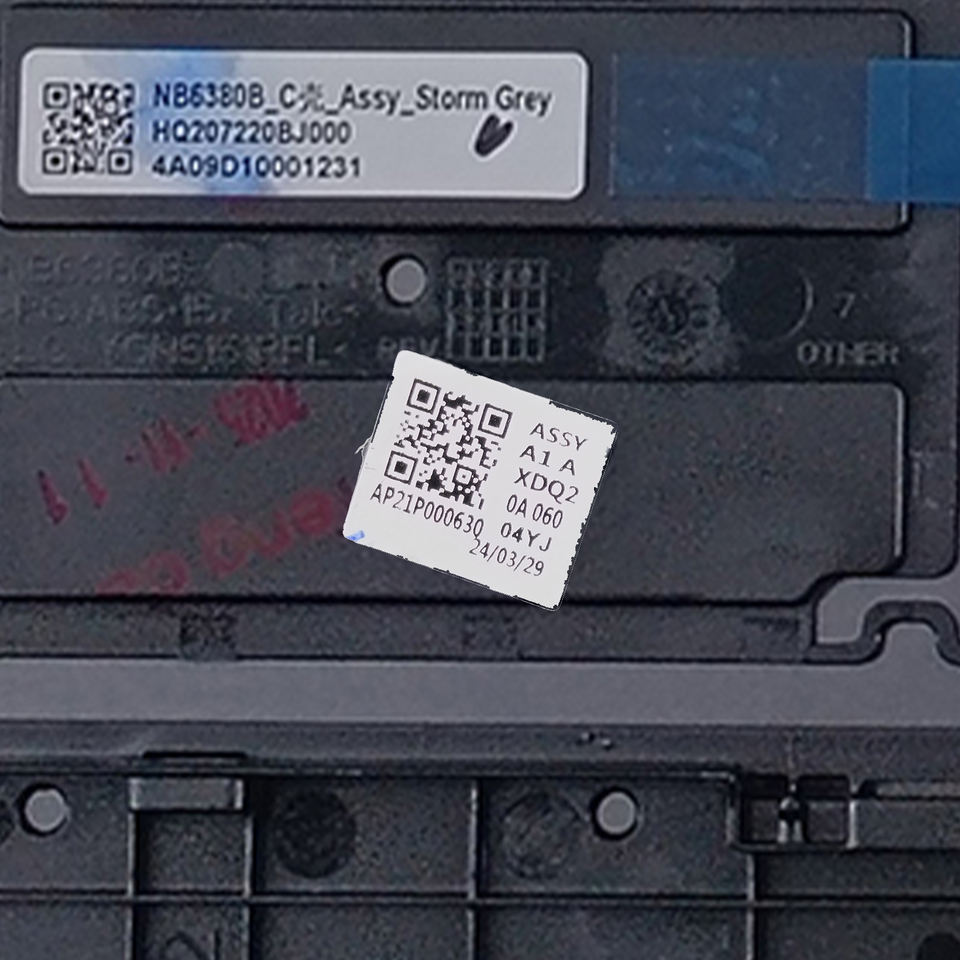 NB6380B_C壳_Assy_Storm Grey
HQ207220BJ000
4A09D10001231
7
OTHER
ASSY
A1 A
XDQ2
0A 060
04YJ
AP21P000630
24/03/29